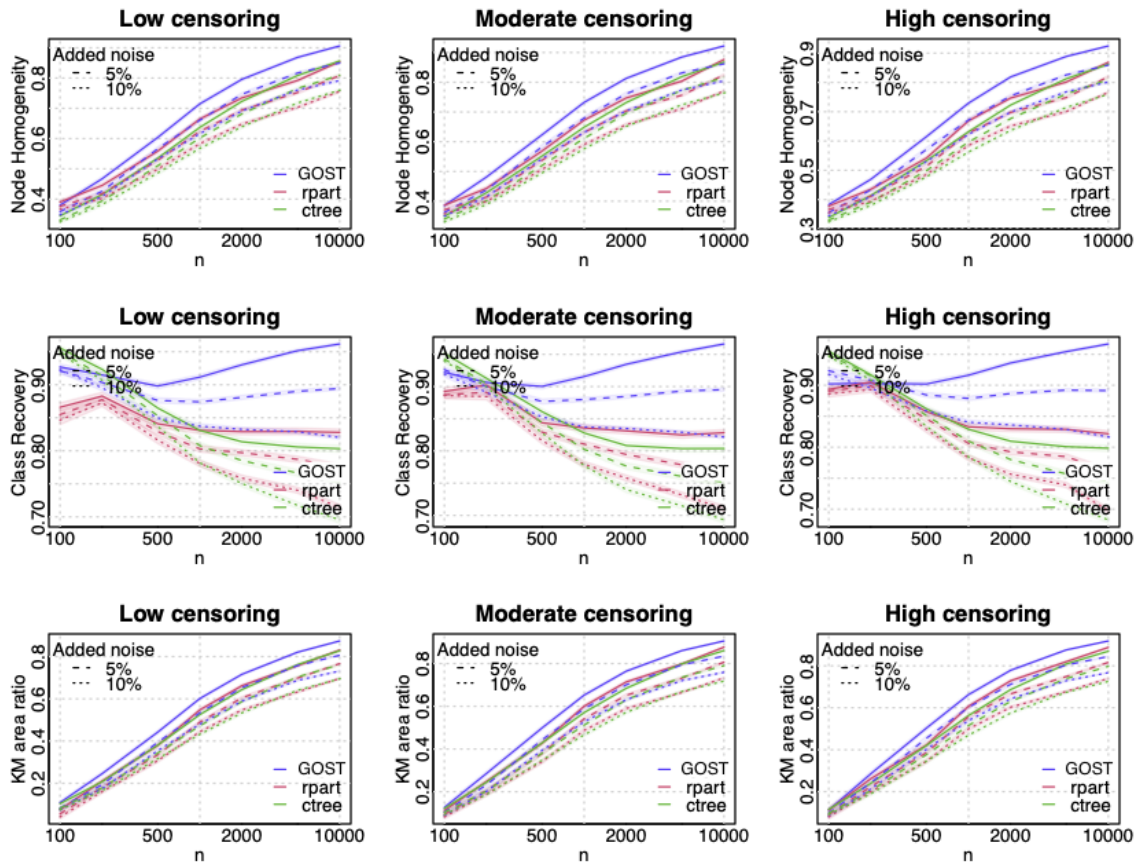 Low censoring
Moderate censoring
High censoring
Node Homogeneity
0.4 0.6 0.8
Added noise
5%
10%
GOST
rpart
ctree
100 500 2000 10000
n
Node Homogeneity
0.4 0.6 0.8
Added noise
5%
10%
GOST
rpart
ctree
100 500 2000 10000
n
Node Homogeneity
0.3 0.5 0.7 0.9
Added noise
5%
10%
GOST
rpart
ctree
100 500 2000 10000
n
Low censoring
Moderate censoring
High censoring
Class Recovery
0.70 0.80 0.90
Added noise
5%
10%
GOST
rpart
ctree
100 500 2000 10000
n
Class Recovery
0.70 0.80 0.90
Added noise
5%
10%
GOST
rpart
ctree
100 500 2000 10000
n
Class Recovery
0.70 0.80 0.90
Added noise
5%
10%
GOST
rpart
ctree
100 500 2000 10000
n
Low censoring
Moderate censoring
High censoring
KM area ratio
0.2 0.4 0.6 0.8
Added noise
5%
10%
GOST
rpart
ctree
100 500 2000 10000
n
KM area ratio
0.2 0.4 0.6 0.8
Added noise
5%
10%
GOST
rpart
ctree
100 500 2000 10000
n
KM area ratio
0.2 0.4 0.6 0.8
Added noise
5%
10%
GOST
rpart
ctree
100 500 2000 10000
n